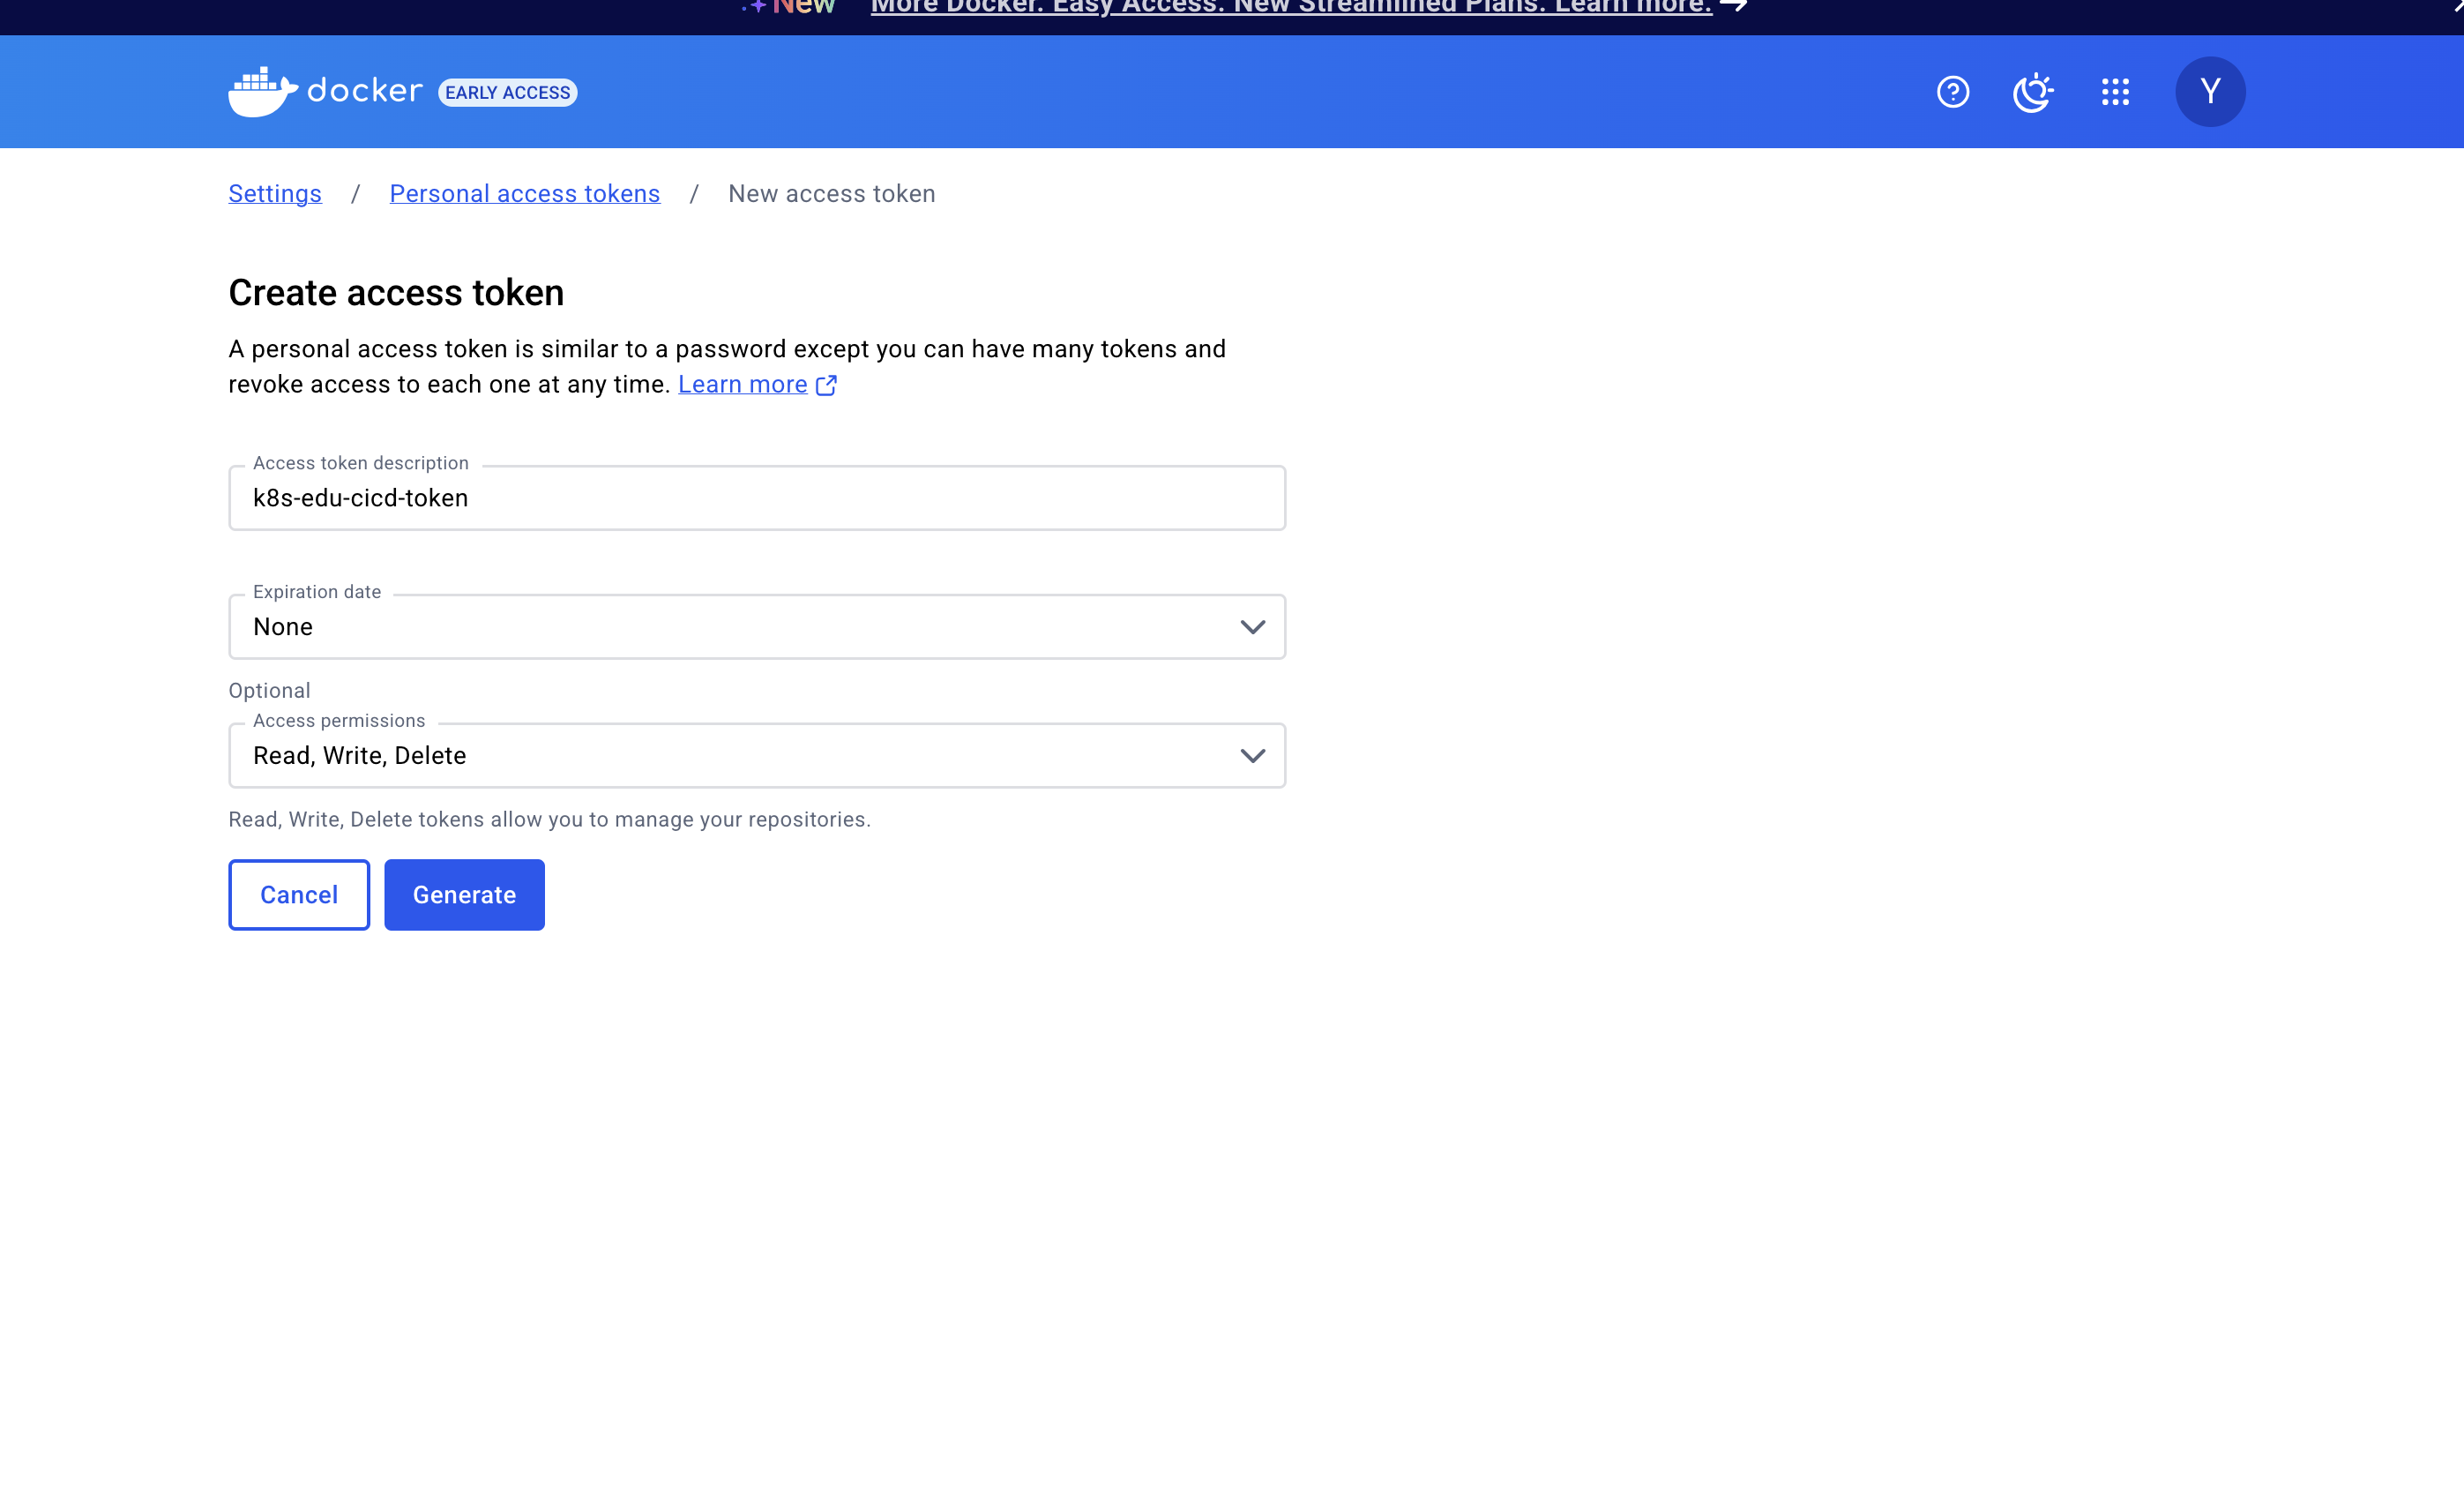 New More Docker. Easy Access. New Streamlined Plans. Learn more.
docker EARLY ACCESS
Y
Settings / Personal access tokens / New access token
Create access token
A personal access token is similar to a password except you can have many tokens and
revoke access to each one at any time. Learn more
Access token description
k8s-edu-cicd-token
Expiration date
None
Optional
Access permissions
Read, Write, Delete
Read, Write, Delete tokens allow you to manage your repositories.
Cancel Generate